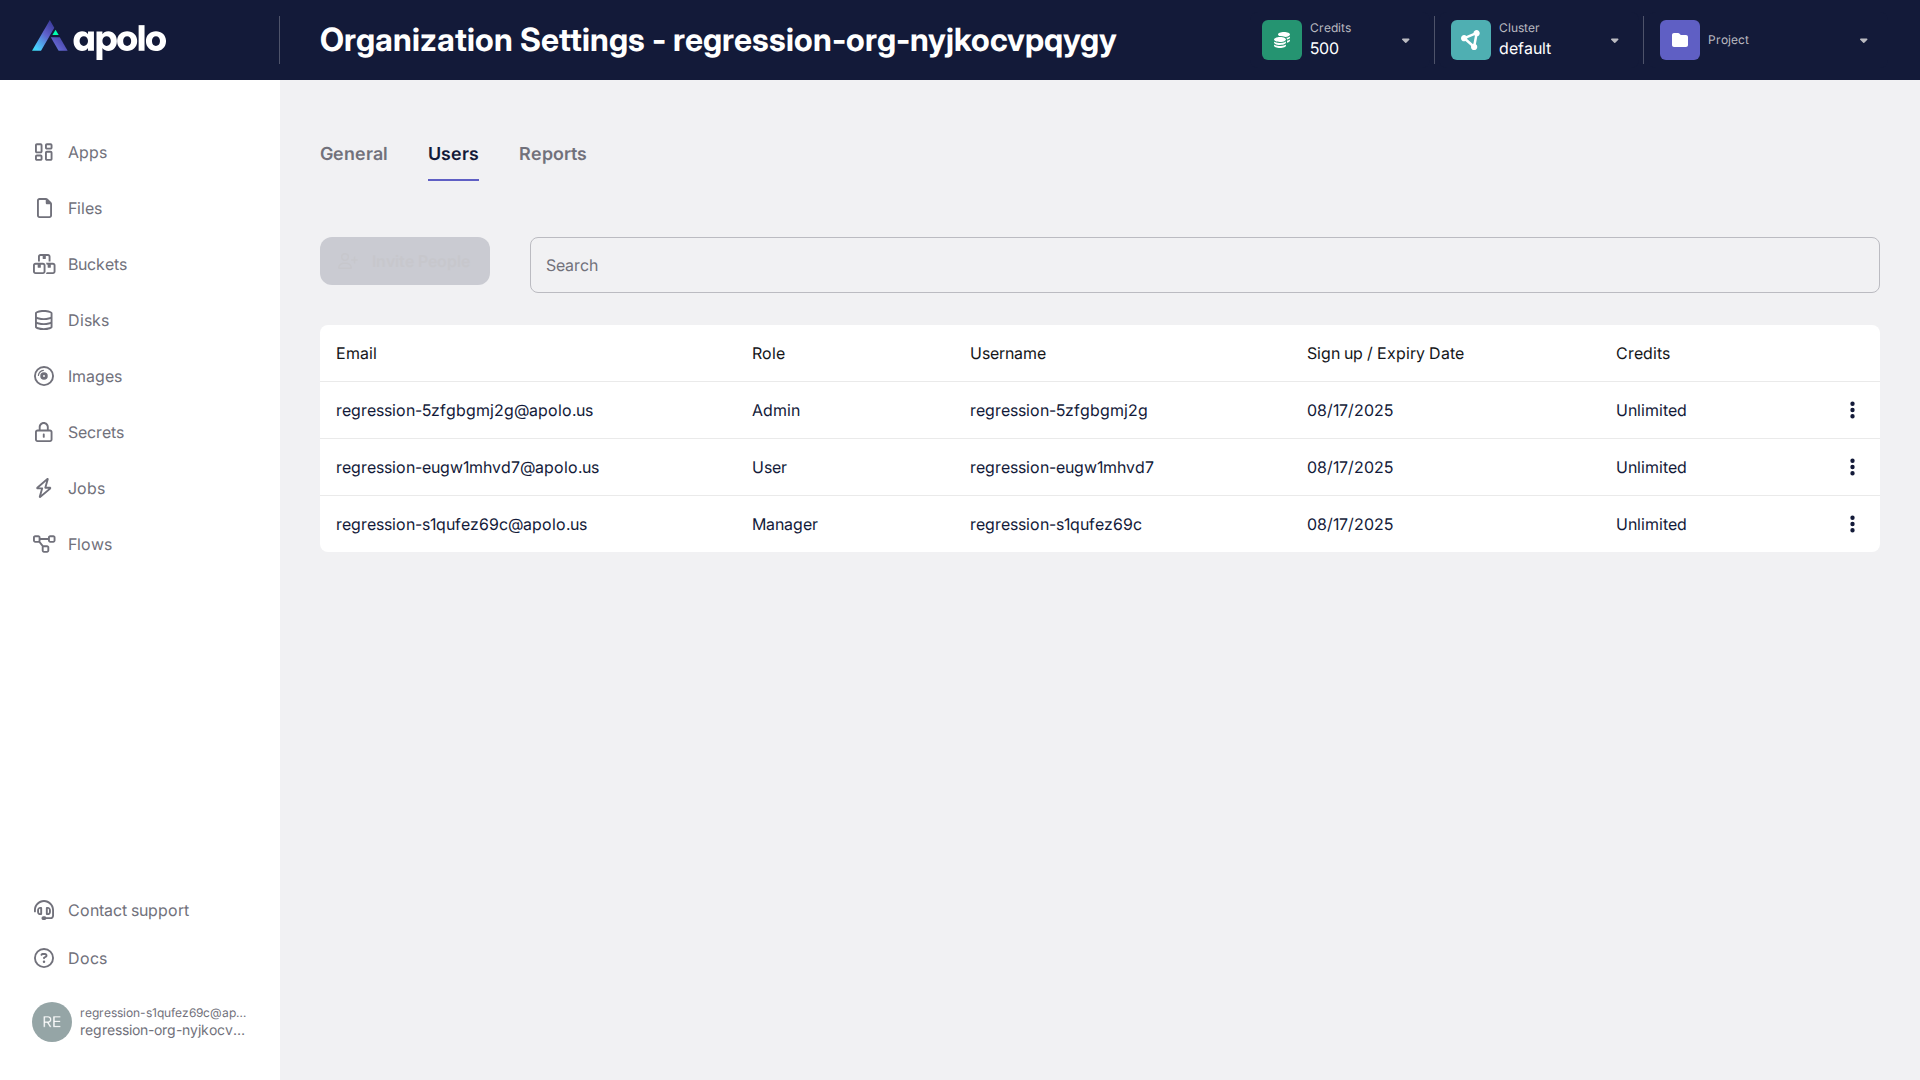 apolo
Organization Settings - regression-org-nyjkocvpqygy
Credits
500
Cluster
default
Project
Apps
Files
Buckets
Disks
Images
Secrets
Jobs
Flows
Contact support
Docs
RE
regression-s1qufez69c@ap...
regression-org-nyjkocv...
General Users Reports
Search
Email Role Username Sign up / Expiry Date Credits
regression-5zfgbgmj2g@apolo.us Admin regression-5zfgbgmj2g 08/17/2025 Unlimited
regression-eugw1mhvd7@apolo.us User regression-eugw1mhvd7 08/17/2025 Unlimited
regression-s1qufez69c@apolo.us Manager regression-s1qufez69c 08/17/2025 Unlimited